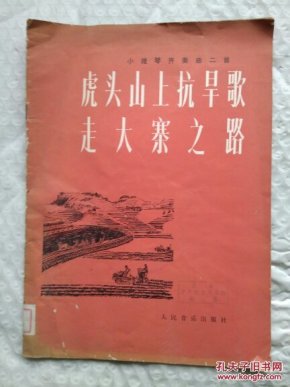 小提琴齐奏曲二首
虎头山上抗旱歌
走大寨之路
人民音乐出版社
孔夫子旧书网